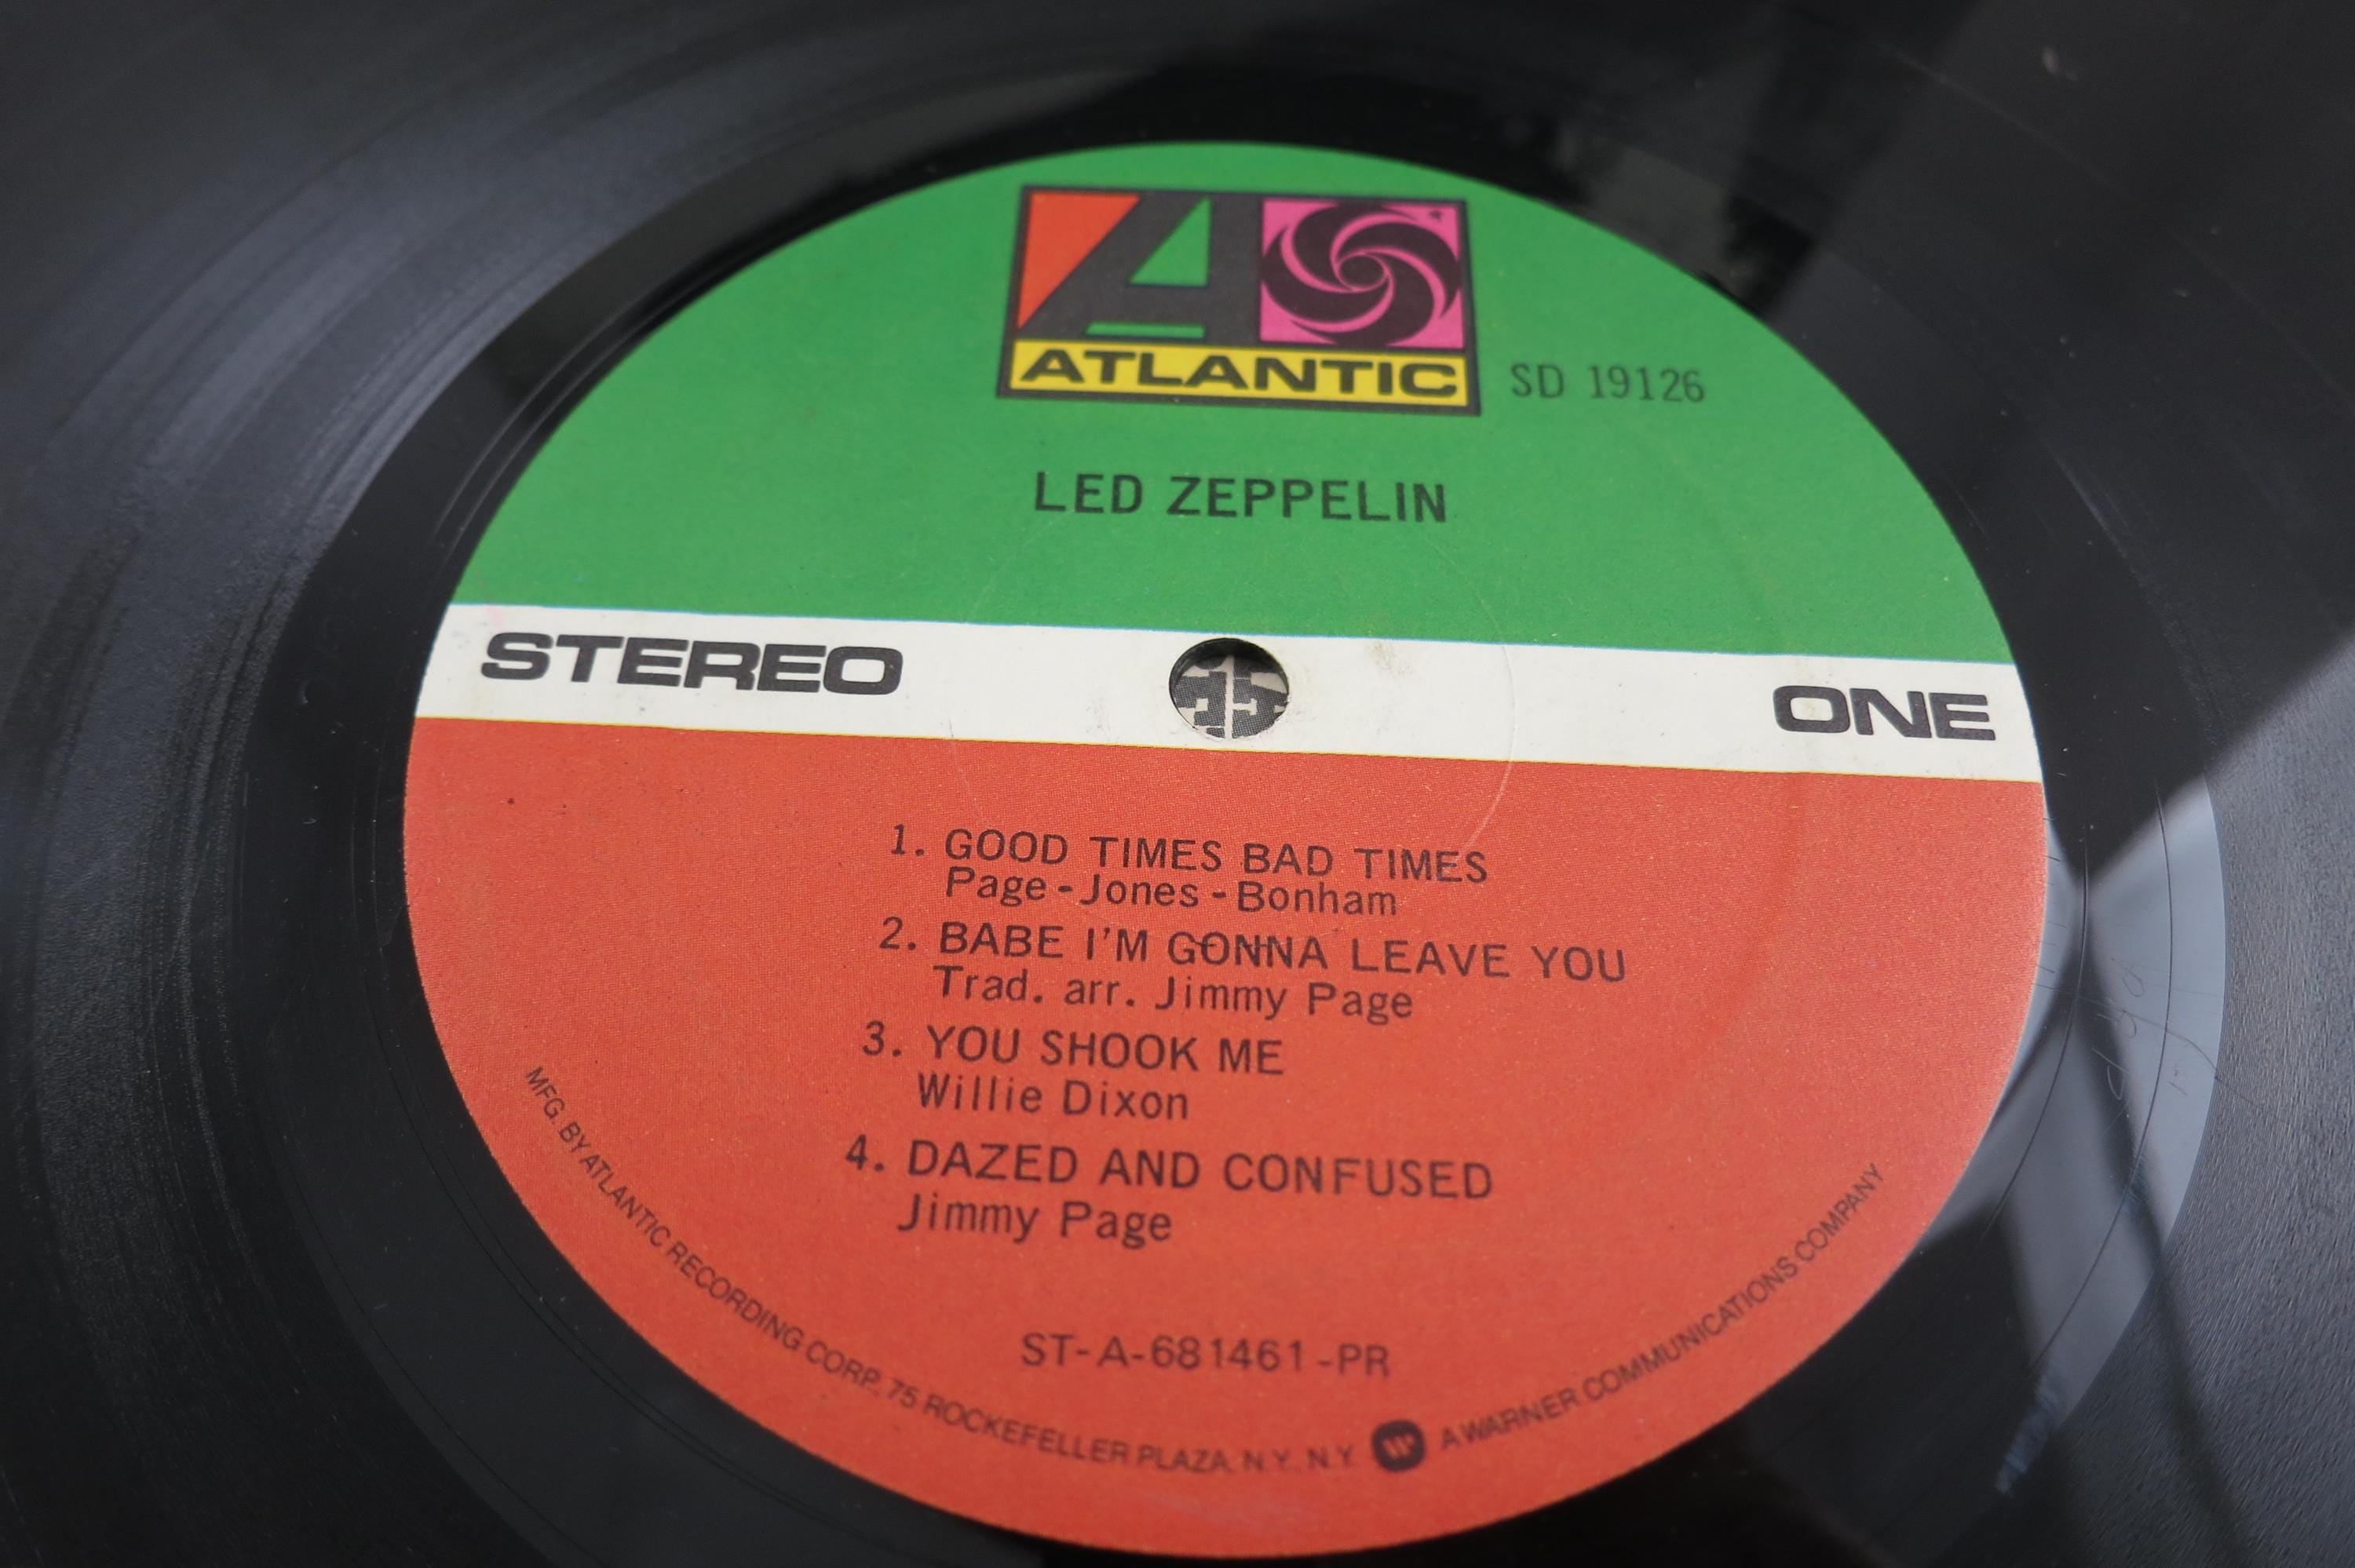 ATLANTIC
SD 19126
LED ZEPPELIN
STEREO
ONE
1. GOOD TIMES BAD TIMES
Page-Jones-Bonham
2. BABE I'M GONNA LEAVE YOU
Trad. arr. Jimmy Page
3. YOU SHOOK ME
Willie Dixon
4. DAZED AND CONFUSED
Jimmy Page
ST-A-681461-PR
MFG. BY ATLANTIC RECORDING CORP., 75 ROCKEFELLER PLAZA, N.Y., N.Y. A WARNER COMMUNICATIONS COMPANY